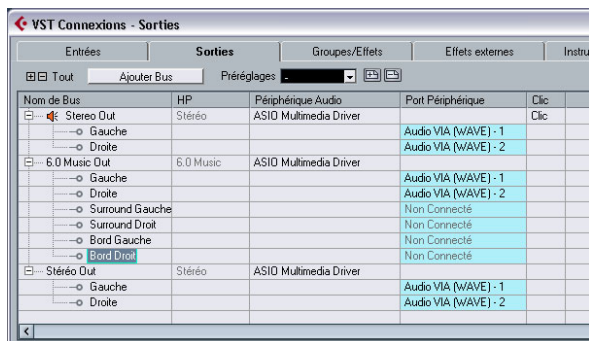 VST Connexions - Sorties
Entrées Sorties Groupes/Effets Effets externes Instru
Tout Ajouter Bus Préréglages -
Nom de Bus HP Périphérique Audio Port Périphérique Clic
Stereo Out Stéréo ASIO Multimedia Driver Clic
Gauche Audio VIA (WAVE) - 1
Droite Audio VIA (WAVE) - 2
6.0 Music Out 6.0 Music ASIO Multimedia Driver
Gauche Audio VIA (WAVE) - 1
Droite Audio VIA (WAVE) - 2
Surround Gauche Non Connecté
Surround Droit Non Connecté
Bord Gauche Non Connecté
Bord Droit Non Connecté
Stéréo Out Stéréo ASIO Multimedia Driver
Gauche Audio VIA (WAVE) - 1
Droite Audio VIA (WAVE) - 2